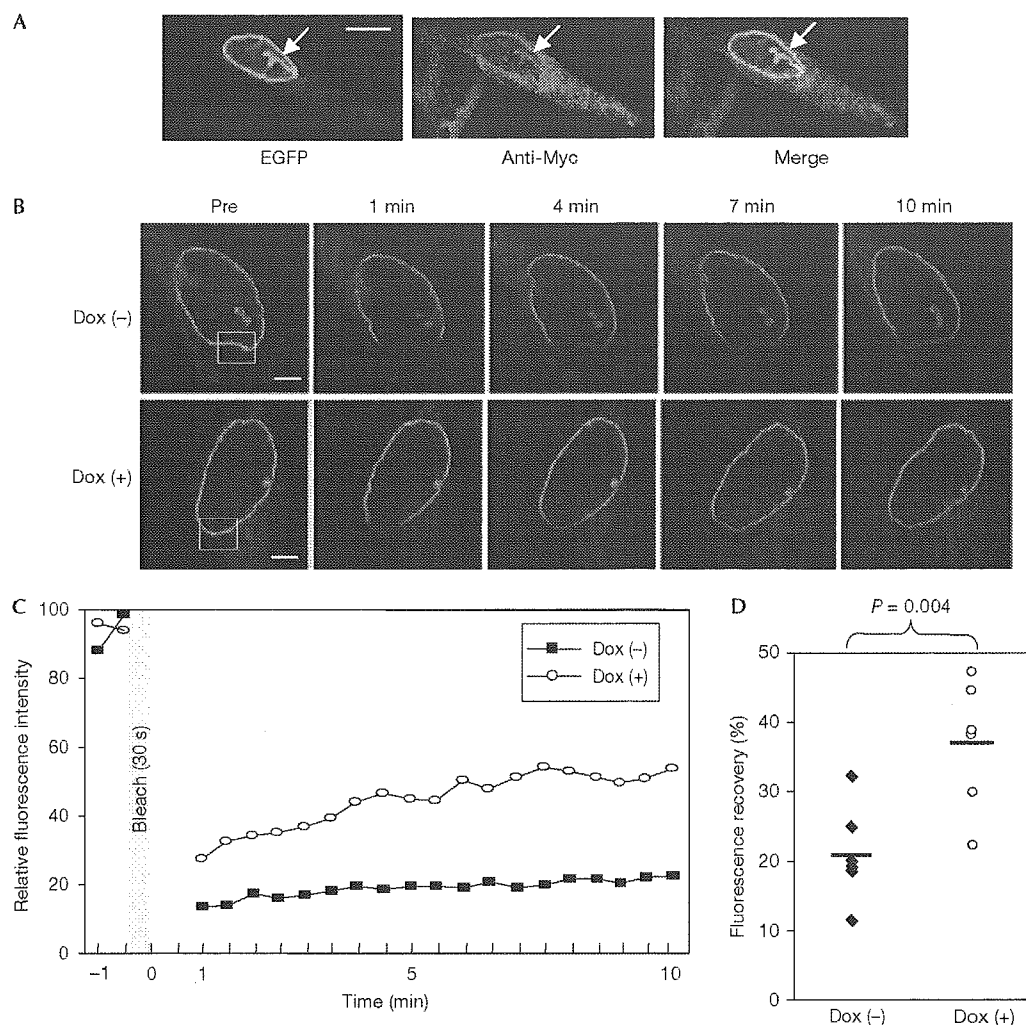 A
EGFP Anti-Myc Merge
B
Pre 1 min 4 min 7 min 10 min
Dox (–)
Dox (+)
C
100
80
60
40
20
0
Relative fluorescence intensity
Bleach (30 s)
Dox (–)
Dox (+)
–1 0 1 5 10
Time (min)
D
P = 0.004
50
40
30
20
10
0
Fluorescence recovery (%)
Dox (–) Dox (+)